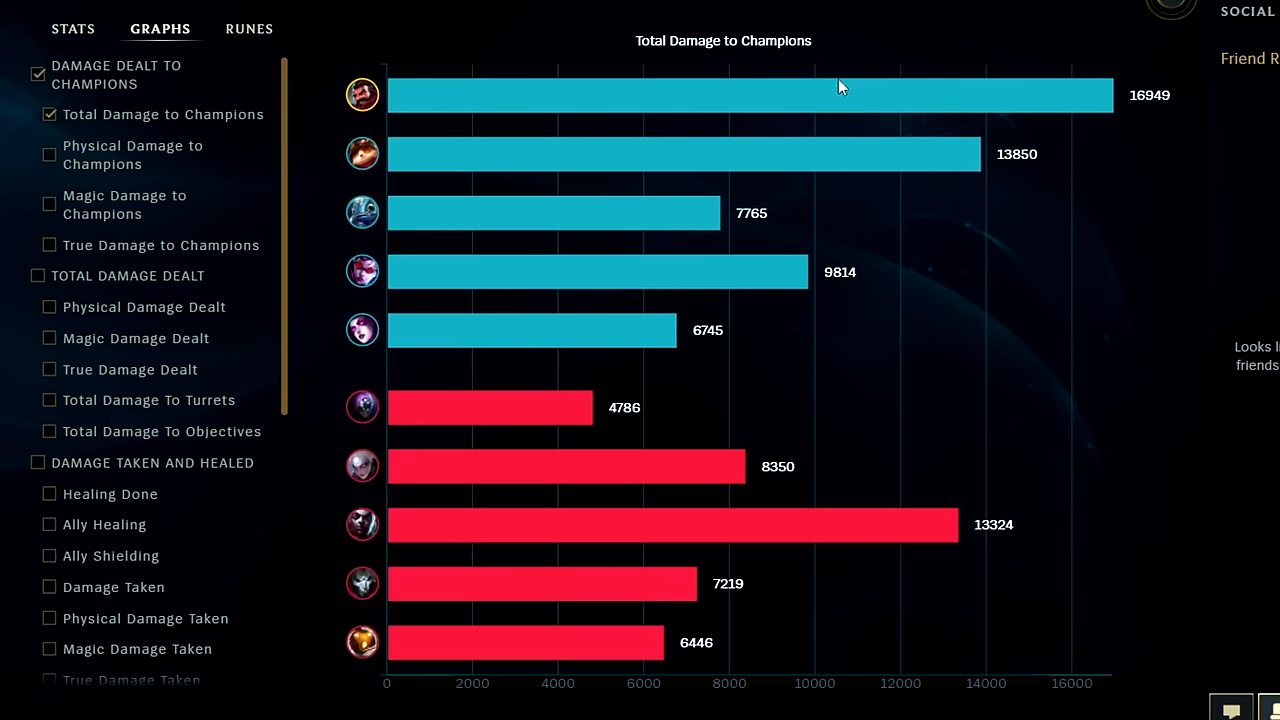 STATS
GRAPHS
RUNES
SOCIAL
Total Damage to Champions
Friend R
DAMAGE DEALT TO
CHAMPIONS
Total Damage to Champions
Physical Damage to
Champions
Magic Damage to
Champions
True Damage to Champions
TOTAL DAMAGE DEALT
Physical Damage Dealt
Magic Damage Dealt
True Damage Dealt
Total Damage To Turrets
Total Damage To Objectives
DAMAGE TAKEN AND HEALED
Healing Done
Ally Healing
Ally Shielding
Damage Taken
Physical Damage Taken
Magic Damage Taken
True Damage Taken
16949
13850
7765
9814
6745
4786
8350
13324
7219
6446
0 2000 4000 6000 8000 10000 12000 14000 16000
Looks l
friends